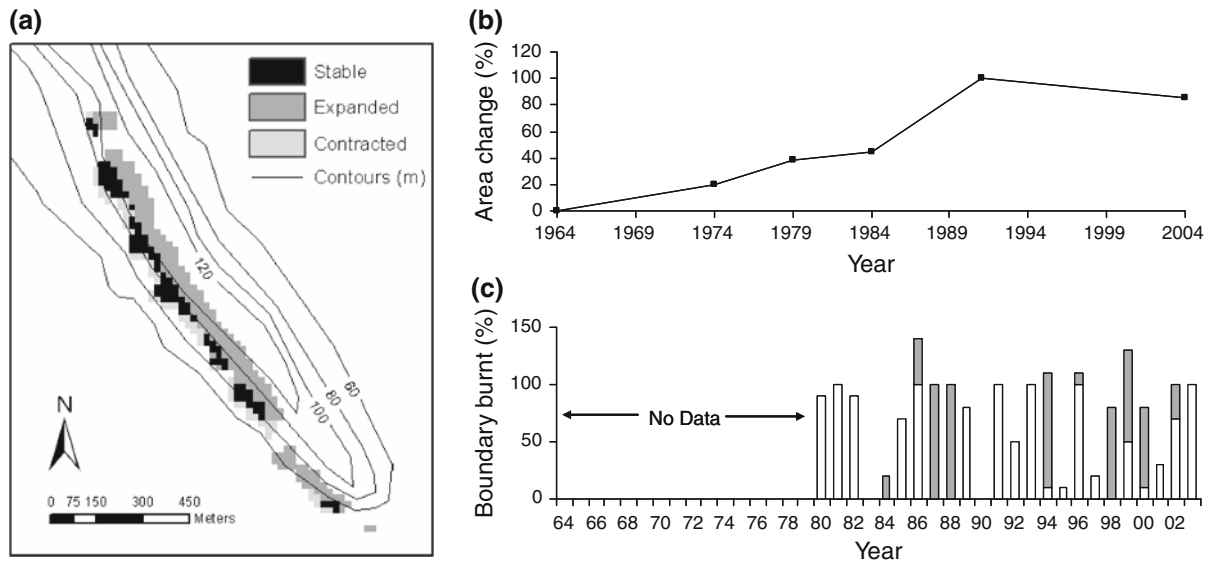 (a)
Stable
Expanded
Contracted
Contours (m)
120
100
80
60
N
0 75 150 300 450
Meters
(b)
Area change (%)
120
100
80
60
40
20
0
1964 1969 1974 1979 1984 1989 1994 1999 2004
Year
(c)
Boundary burnt (%)
150
100
50
0
No Data
64 66 68 70 72 74 76 78 80 82 84 86 88 90 92 94 96 98 00 02
Year